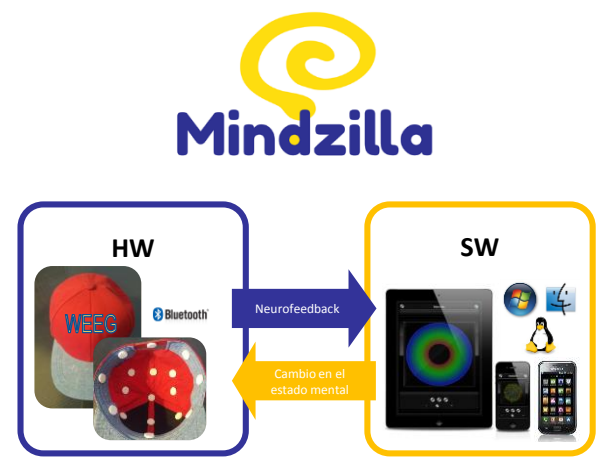 Mindzilla
HW
SW
WEEG
Bluetooth
Neurofeedback
Cambio en el
estado mental